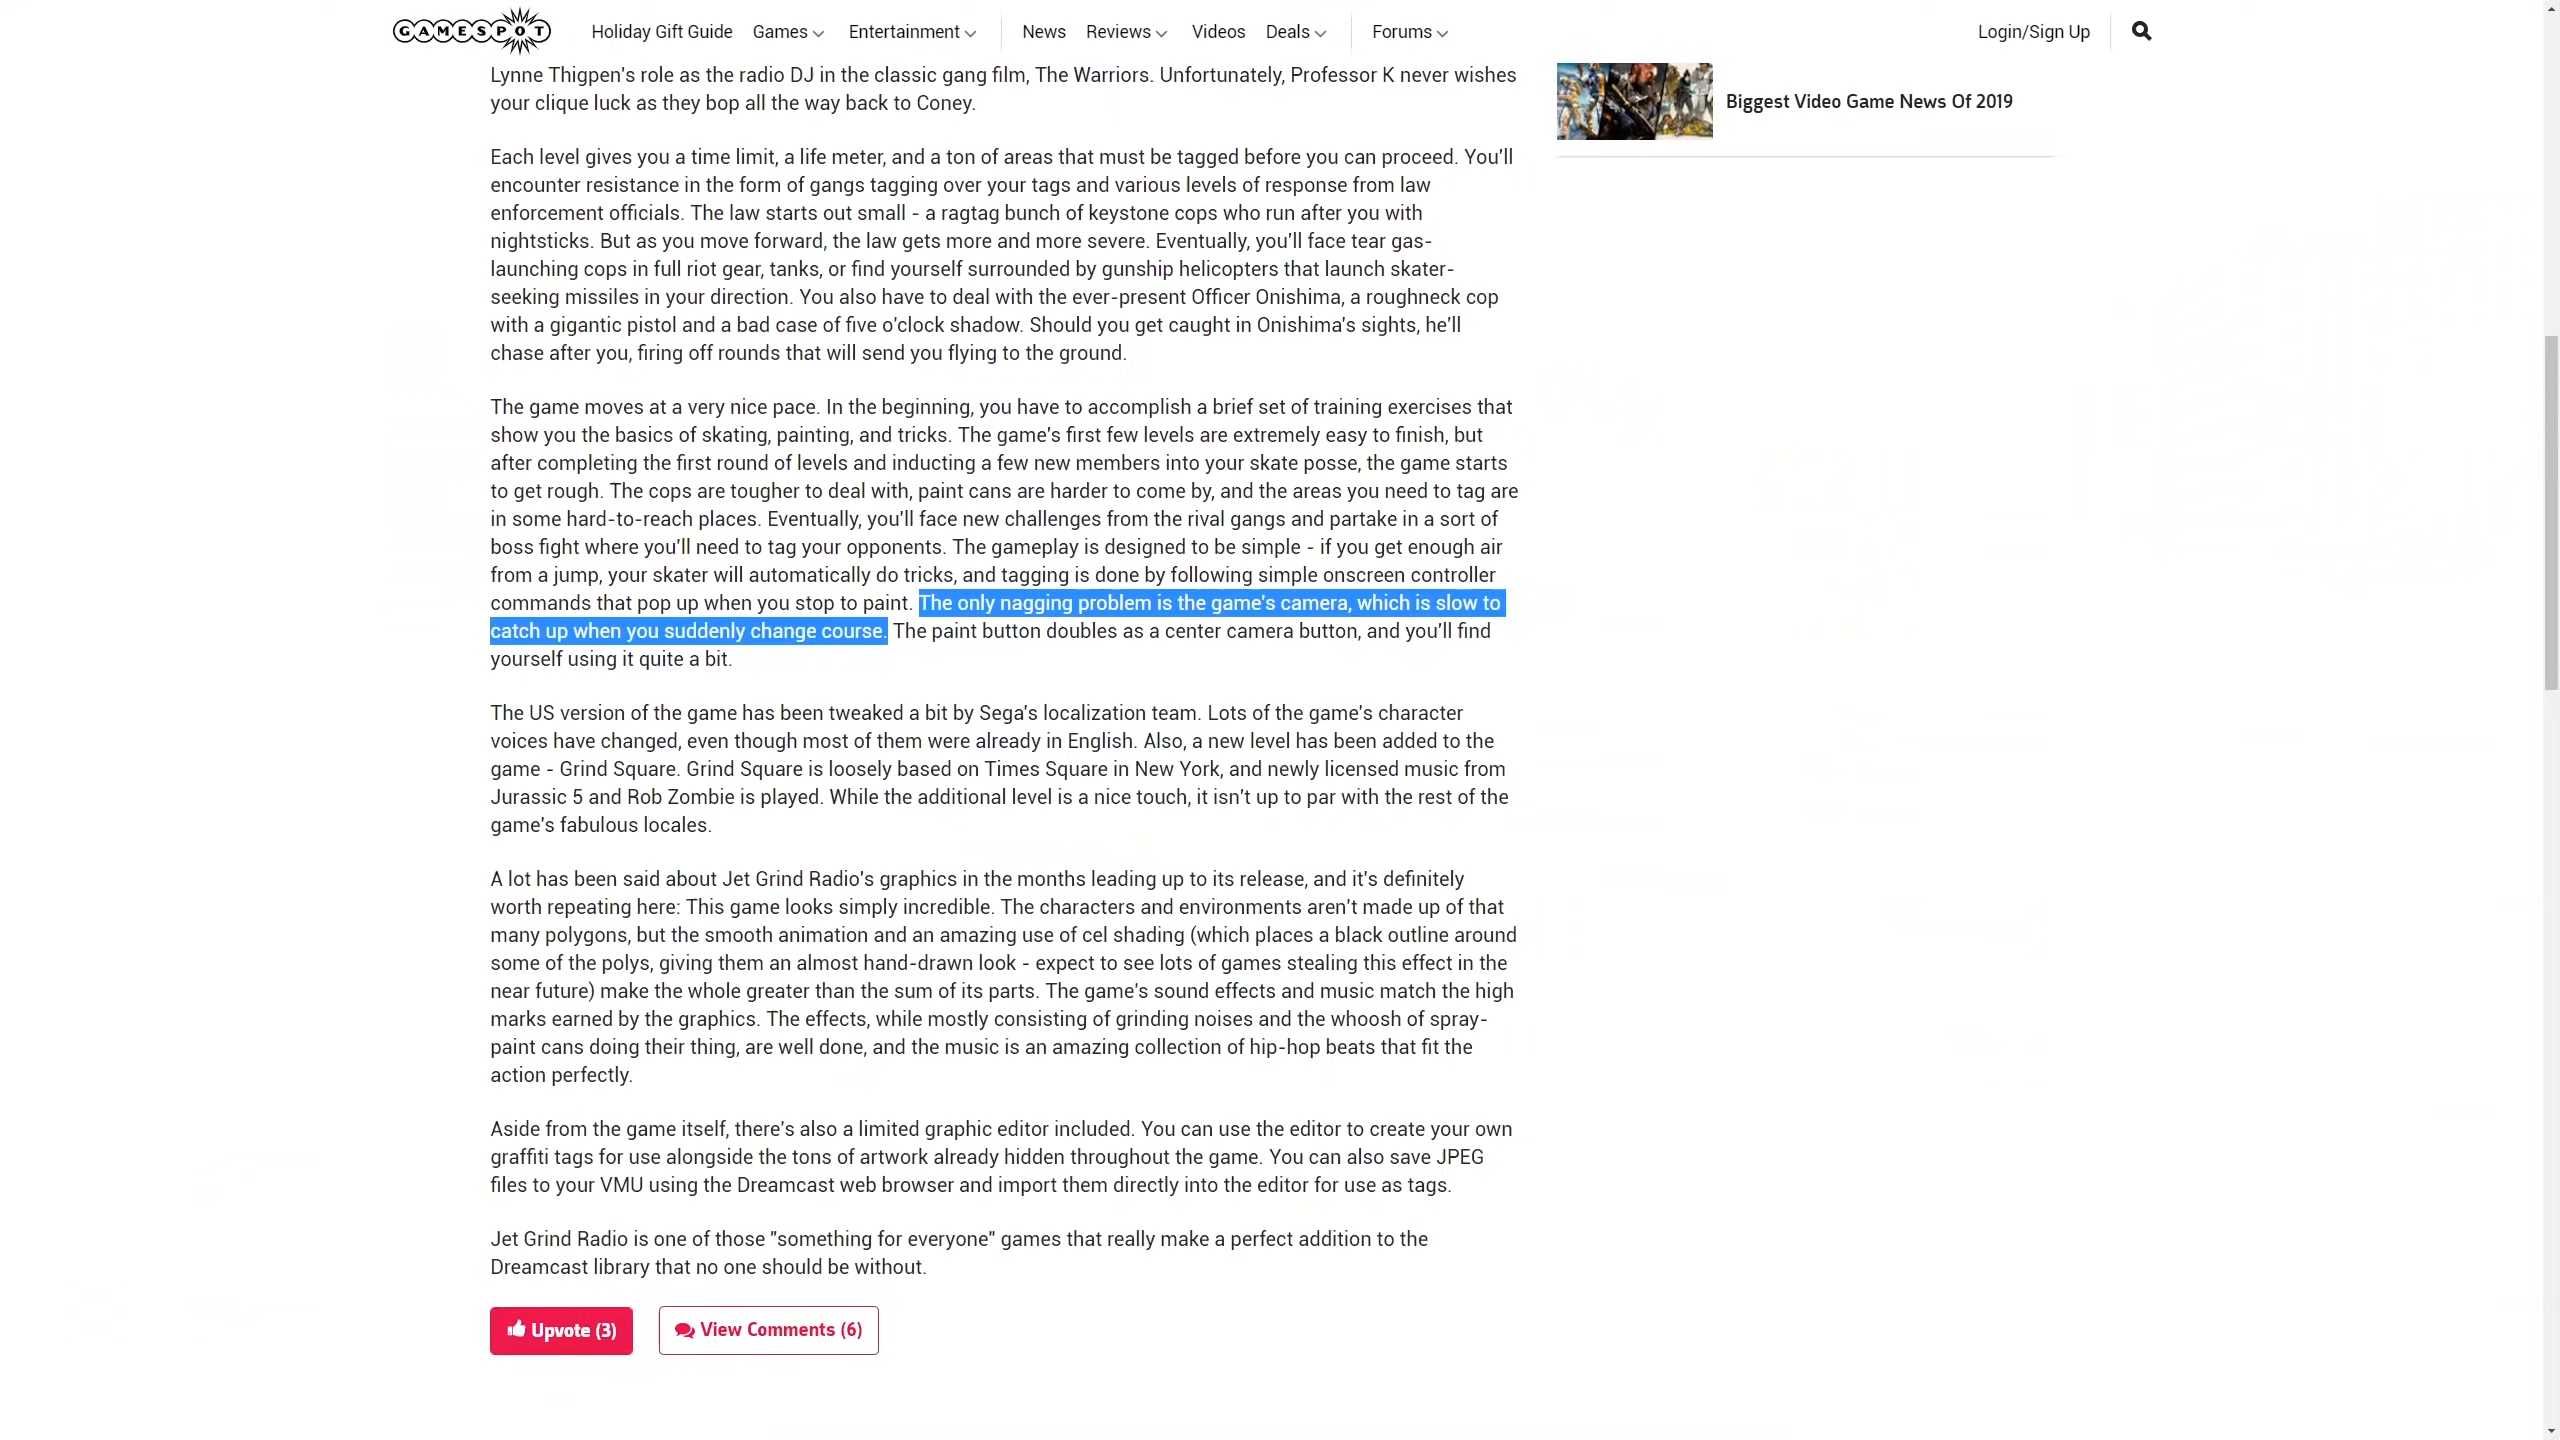 GAMESPOT
Holiday Gift Guide Games Entertainment News Reviews Videos Deals Forums Login/Sign Up
Lynne Thigpen's role as the radio DJ in the classic gang film, The Warriors. Unfortunately, Professor K never wishes
your clique luck as they bop all the way back to Coney.
Biggest Video Game News Of 2019
Each level gives you a time limit, a life meter, and a ton of areas that must be tagged before you can proceed. You'll
encounter resistance in the form of gangs tagging over your tags and various levels of response from law
enforcement officials. The law starts out small - a ragtag bunch of keystone cops who run after you with
nightsticks. But as you move forward, the law gets more and more severe. Eventually, you'll face tear gas-
launching cops in full riot gear, tanks, or find yourself surrounded by gunship helicopters that launch skater-
seeking missiles in your direction. You also have to deal with the ever-present Officer Onishima, a roughneck cop
with a gigantic pistol and a bad case of five o'clock shadow. Should you get caught in Onishima's sights, he'll
chase after you, firing off rounds that will send you flying to the ground.
The game moves at a very nice pace. In the beginning, you have to accomplish a brief set of training exercises that
show you the basics of skating, painting, and tricks. The game's first few levels are extremely easy to finish, but
after completing the first round of levels and inducting a few new members into your skate posse, the game starts
to get rough. The cops are tougher to deal with, paint cans are harder to come by, and the areas you need to tag are
in some hard-to-reach places. Eventually, you'll face new challenges from the rival gangs and partake in a sort of
boss fight where you'll need to tag your opponents. The gameplay is designed to be simple - if you get enough air
from a jump, your skater will automatically do tricks, and tagging is done by following simple onscreen controller
commands that pop up when you stop to paint. The only nagging problem is the game's camera, which is slow to
catch up when you suddenly change course. The paint button doubles as a center camera button, and you'll find
yourself using it quite a bit.
The US version of the game has been tweaked a bit by Sega's localization team. Lots of the game's character
voices have changed, even though most of them were already in English. Also, a new level has been added to the
game - Grind Square. Grind Square is loosely based on Times Square in New York, and newly licensed music from
Jurassic 5 and Rob Zombie is played. While the additional level is a nice touch, it isn't up to par with the rest of the
game's fabulous locales.
A lot has been said about Jet Grind Radio's graphics in the months leading up to its release, and it's definitely
worth repeating here: This game looks simply incredible. The characters and environments aren't made up of that
many polygons, but the smooth animation and an amazing use of cel shading (which places a black outline around
some of the polys, giving them an almost hand-drawn look - expect to see lots of games stealing this effect in the
near future) make the whole greater than the sum of its parts. The game's sound effects and music match the high
marks earned by the graphics. The effects, while mostly consisting of grinding noises and the whoosh of spray-
paint cans doing their thing, are well done, and the music is an amazing collection of hip-hop beats that fit the
action perfectly.
Aside from the game itself, there's also a limited graphic editor included. You can use the editor to create your own
graffiti tags for use alongside the tons of artwork already hidden throughout the game. You can also save JPEG
files to your VMU using the Dreamcast web browser and import them directly into the editor for use as tags.
Jet Grind Radio is one of those "something for everyone" games that really make a perfect addition to the
Dreamcast library that no one should be without.
Upvote (3) View Comments (6)